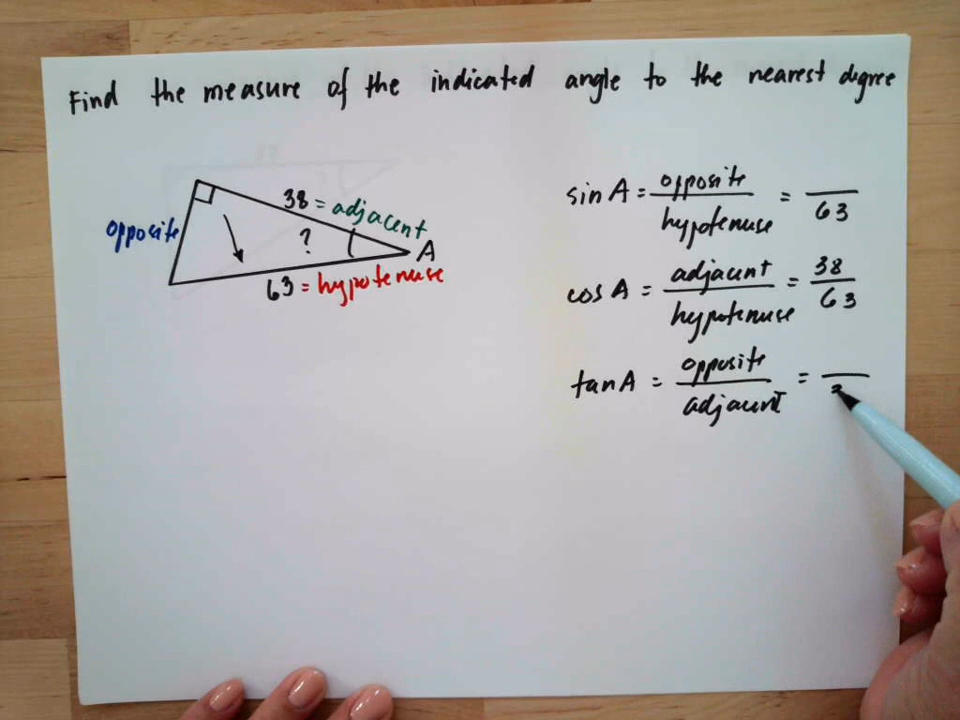 Find the measure of the indicated angle to the nearest degree
38 = adjacent
opposite
?
A
63 = hypotenuse
sin A = opposite / hypotenuse = / 63
cos A = adjacent / hypotenuse = 38 / 63
tan A = opposite / adjacent =